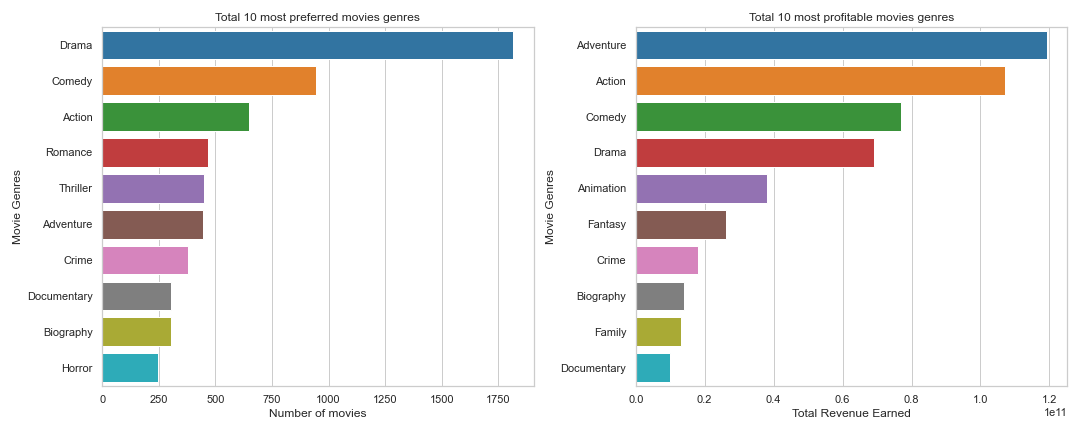 Total 10 most preferred movies genres
Movie Genres
Drama
Comedy
Action
Romance
Thriller
Adventure
Crime
Documentary
Biography
Horror
0 250 500 750 1000 1250 1500 1750
Number of movies
Total 10 most profitable movies genres
Movie Genres
Adventure
Action
Comedy
Drama
Animation
Fantasy
Crime
Biography
Family
Documentary
0.0 0.2 0.4 0.6 0.8 1.0 1.2
1e11
Total Revenue Earned